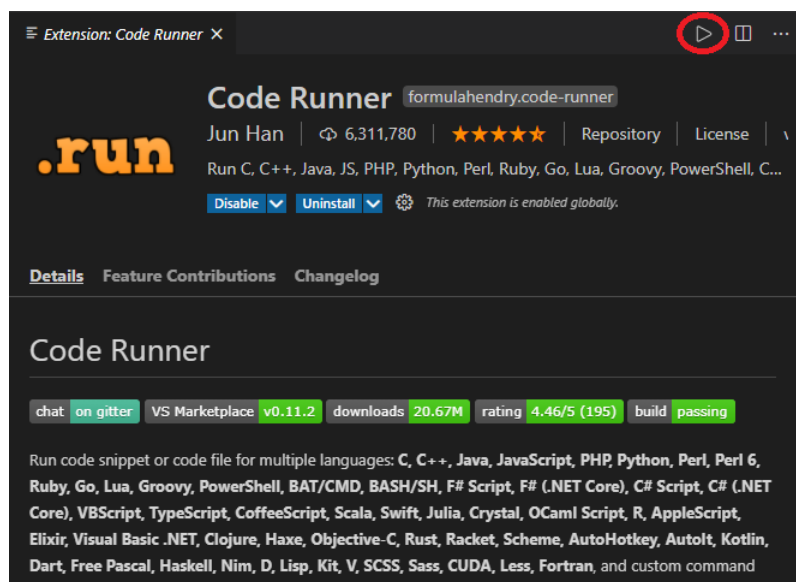 Extension: Code Runner
Code Runner formulahendry.code-runner
Jun Han 6,311,780 Repository License v
.run
Run C, C++, Java, JS, PHP, Python, Perl, Ruby, Go, Lua, Groovy, PowerShell, C...
Disable Uninstall This extension is enabled globally.
Details Feature Contributions Changelog
Code Runner
chat on gitter VS Marketplace v0.11.2 downloads 20.67M rating 4.46/5 (195) build passing
Run code snippet or code file for multiple languages: C, C++, Java, JavaScript, PHP, Python, Perl, Perl 6,
Ruby, Go, Lua, Groovy, PowerShell, BAT/CMD, BASH/SH, F# Script, F# (.NET Core), C# Script, C# (.NET
Core), VBScript, TypeScript, CoffeeScript, Scala, Swift, Julia, Crystal, OCaml Script, R, AppleScript,
Elixir, Visual Basic .NET, Clojure, Haxe, Objective-C, Rust, Racket, Scheme, AutoHotkey, AutoIt, Kotlin,
Dart, Free Pascal, Haskell, Nim, D, Lisp, Kit, V, SCSS, Sass, CUDA, Less, Fortran, and custom command